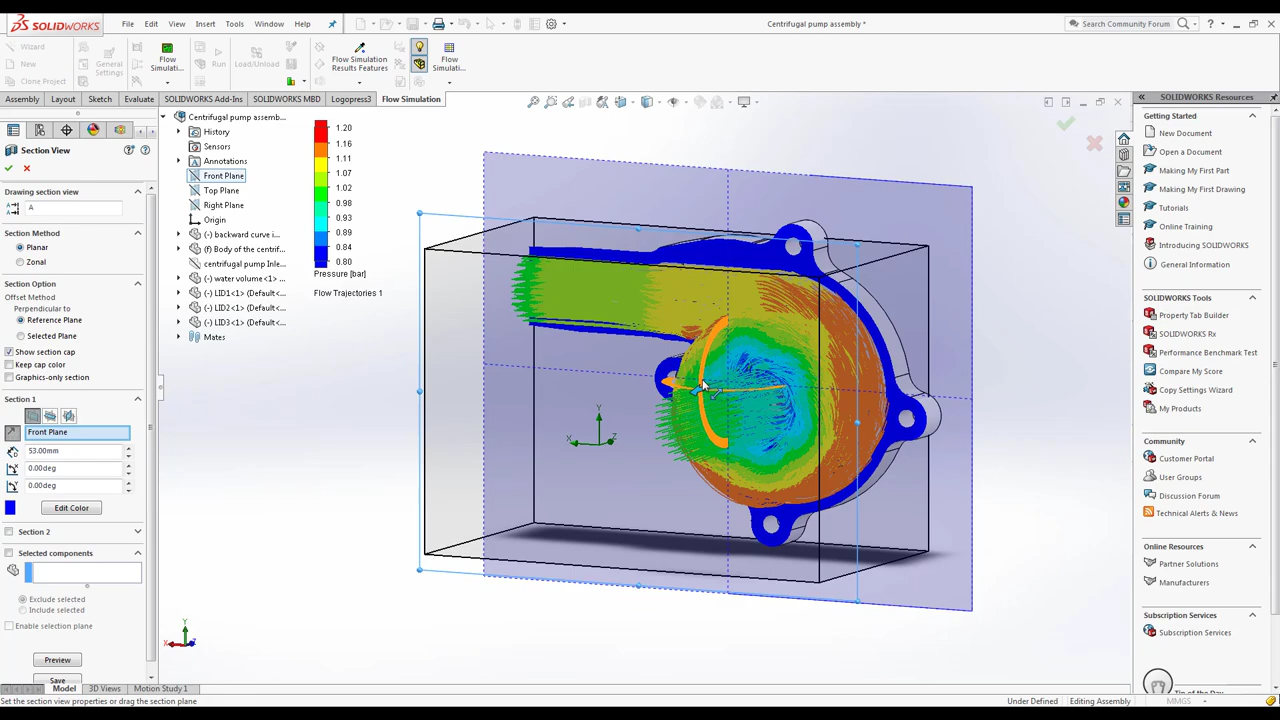 SOLIDWORKS
File
Edit
View
Insert
Tools
Window
Help
Centrifugal pump assembly *
Search Community Forum
Wizard
New
Clone Project
General Settings
Flow Simulati...
Run
Load/Unload
Flow Simulation Results Features
Flow Simulati...
Assembly
Layout
Sketch
Evaluate
SOLIDWORKS Add-Ins
SOLIDWORKS MBD
Logopress3
Flow Simulation
Section View
Drawing section view
A
Section Method
Planar
Zonal
Section Option
Offset Method
Perpendicular to
Reference Plane
Selected Plane
Show section cap
Keep cap color
Graphics-only section
Section 1
Front Plane
53.00mm
0.00deg
0.00deg
Edit Color
Section 2
Selected components
Exclude selected
Include selected
Enable selection plane
Preview
Save
Centrifugal pump assemb...
History
Sensors
Annotations
Front Plane
Top Plane
Right Plane
Origin
(-) backward curve i...
(f) Body of the centrif...
centrifugal pump Inle...
(-) water volume<1> ...
(-) LID2<1> (Default<...
(-) LID1<1> (Default<...
(-) LID3<1> (Default<...
Mates
1.20
1.16
1.11
1.07
1.02
0.98
0.93
0.89
0.84
0.80
Pressure [bar]
Flow Trajectories 1
Y
X
Z
Y
X
Z
SOLIDWORKS Resources
Getting Started
New Document
Open a Document
Making My First Part
Making My First Drawing
Tutorials
Online Training
Introducing SOLIDWORKS
General Information
SOLIDWORKS Tools
Property Tab Builder
SOLIDWORKS Rx
Performance Benchmark Test
Compare My Score
Copy Settings Wizard
My Products
Community
Customer Portal
User Groups
Discussion Forum
Technical Alerts & News
Online Resources
Partner Solutions
Manufacturers
Subscription Services
Subscription Services
Tip of the Day
Model
3D Views
Motion Study 1
Set the section view properties or drag the section plane
Under Defined
Editing Assembly
MMGS